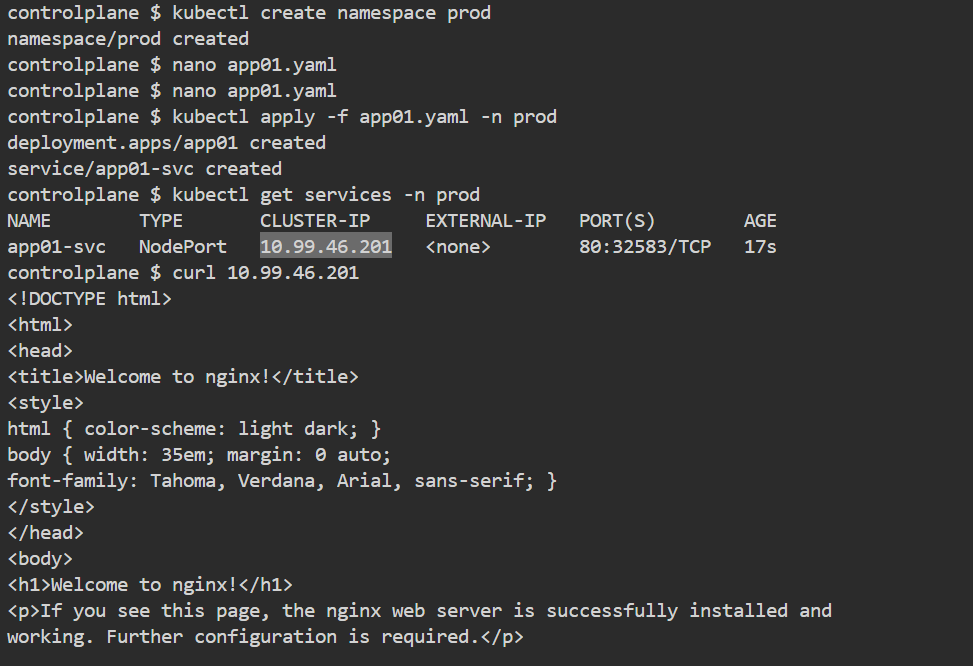 controlplane $ kubectl create namespace prod
namespace/prod created
controlplane $ nano app01.yaml
controlplane $ nano app01.yaml
controlplane $ kubectl apply -f app01.yaml -n prod
deployment.apps/app01 created
service/app01-svc created
controlplane $ kubectl get services -n prod
NAME        TYPE       CLUSTER-IP     EXTERNAL-IP   PORT(S)        AGE
app01-svc   NodePort   10.99.46.201   <none>        80:32583/TCP   17s
controlplane $ curl 10.99.46.201
<!DOCTYPE html>
<html>
<head>
<title>Welcome to nginx!</title>
<style>
html { color-scheme: light dark; }
body { width: 35em; margin: 0 auto;
font-family: Tahoma, Verdana, Arial, sans-serif; }
</style>
</head>
<body>
<h1>Welcome to nginx!</h1>
<p>If you see this page, the nginx web server is successfully installed and
working. Further configuration is required.</p>